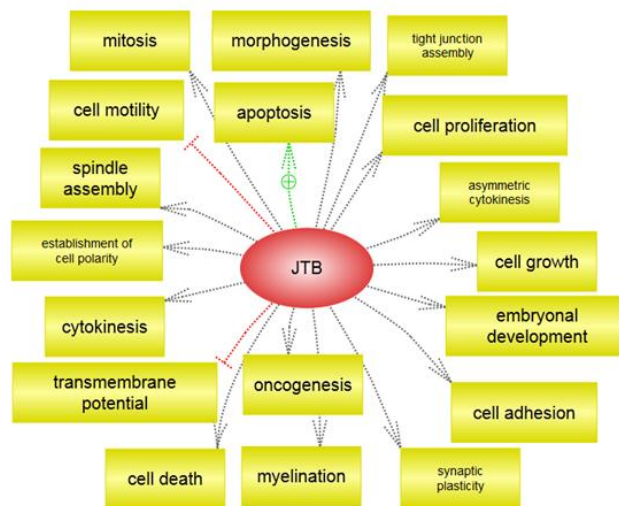 mitosis
morphogenesis
tight junction
assembly
cell motility
apoptosis
cell proliferation
spindle
assembly
asymmetric
cytokinesis
establishment of
cell polarity
JTB
cell growth
cytokinesis
embryonal
development
transmembrane
potential
oncogenesis
cell adhesion
cell death
myelination
synaptic
plasticity